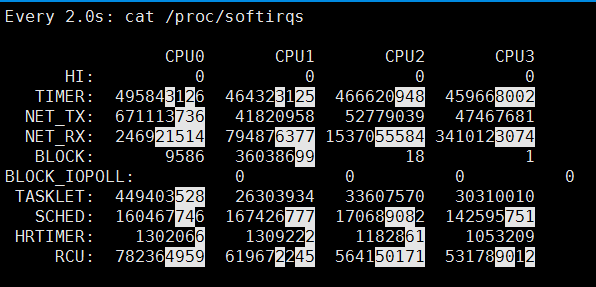 Every 2.0s: cat /proc/softirqs
CPU0 CPU1 CPU2 CPU3
HI: 0 0 0 0
TIMER: 495843126 464323125 466620948 459668002
NET_TX: 671113736 41820958 52779039 47467681
NET_RX: 246921514 794876377 1537055584 3410123074
BLOCK: 9586 36038699 18 1
BLOCK_IOPOLL: 0 0 0 0
TASKLET: 449403528 26303934 33607570 30310010
SCHED: 160467746 167426777 170689082 142595751
HRTIMER: 1302066 1309222 1182861 1053209
RCU: 782364959 619672245 564150171 531789012